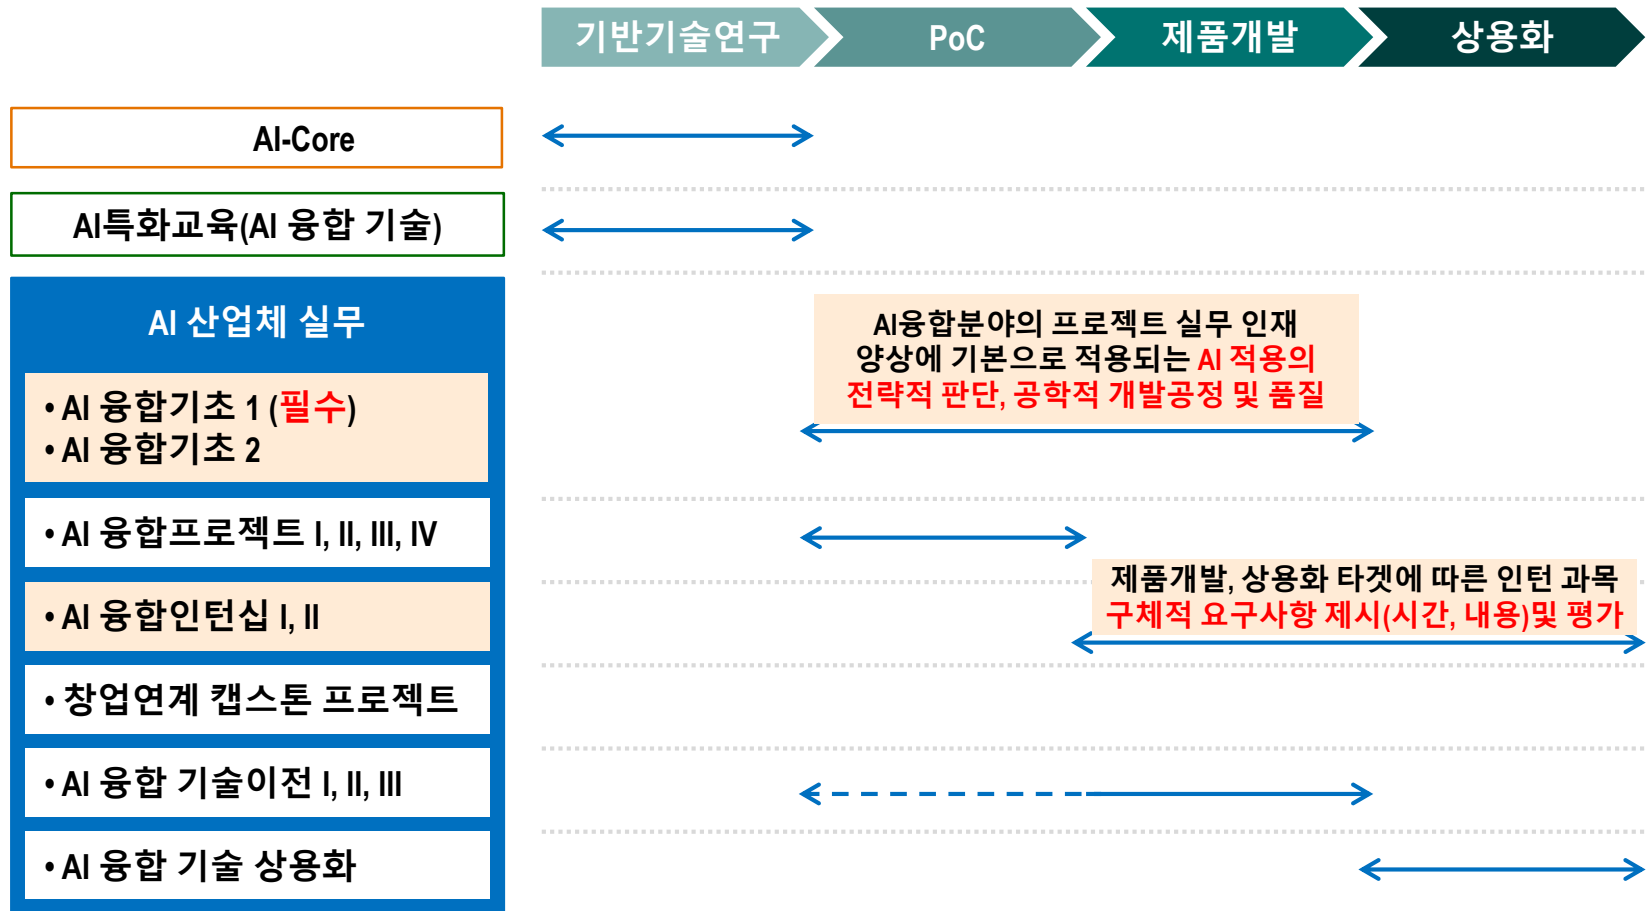 기반기술연구
PoC
제품개발
상용화
AI-Core
AI특화교육(AI 융합 기술)
AI 산업체 실무
AI융합분야의 프로젝트 실무 인재
양상에 기본으로 적용되는 AI 적용의
전략적 판단, 공학적 개발공정 및 품질
• AI 융합기초 1 (필수)
• AI 융합기초 2
• AI 융합프로젝트 I, II, III, IV
제품개발, 상용화 타겟에 따른 인턴 과목
구체적 요구사항 제시(시간, 내용)및 평가
• AI 융합인턴십 I, II
• 창업연계 캡스톤 프로젝트
• AI 융합 기술이전 I, II, III
• AI 융합 기술 상용화